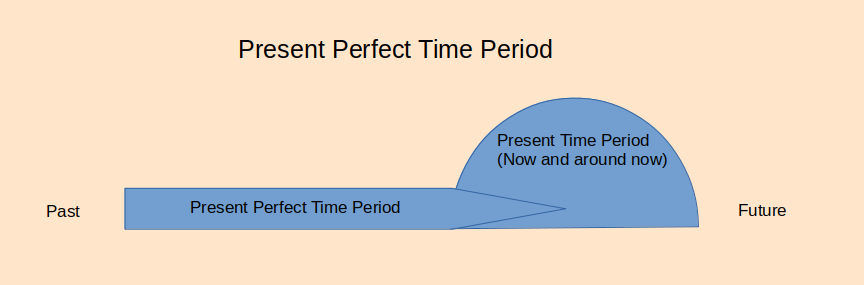 Present Perfect Time Period
Present Time Period
(Now and around now)
Past
Present Perfect Time Period
Future